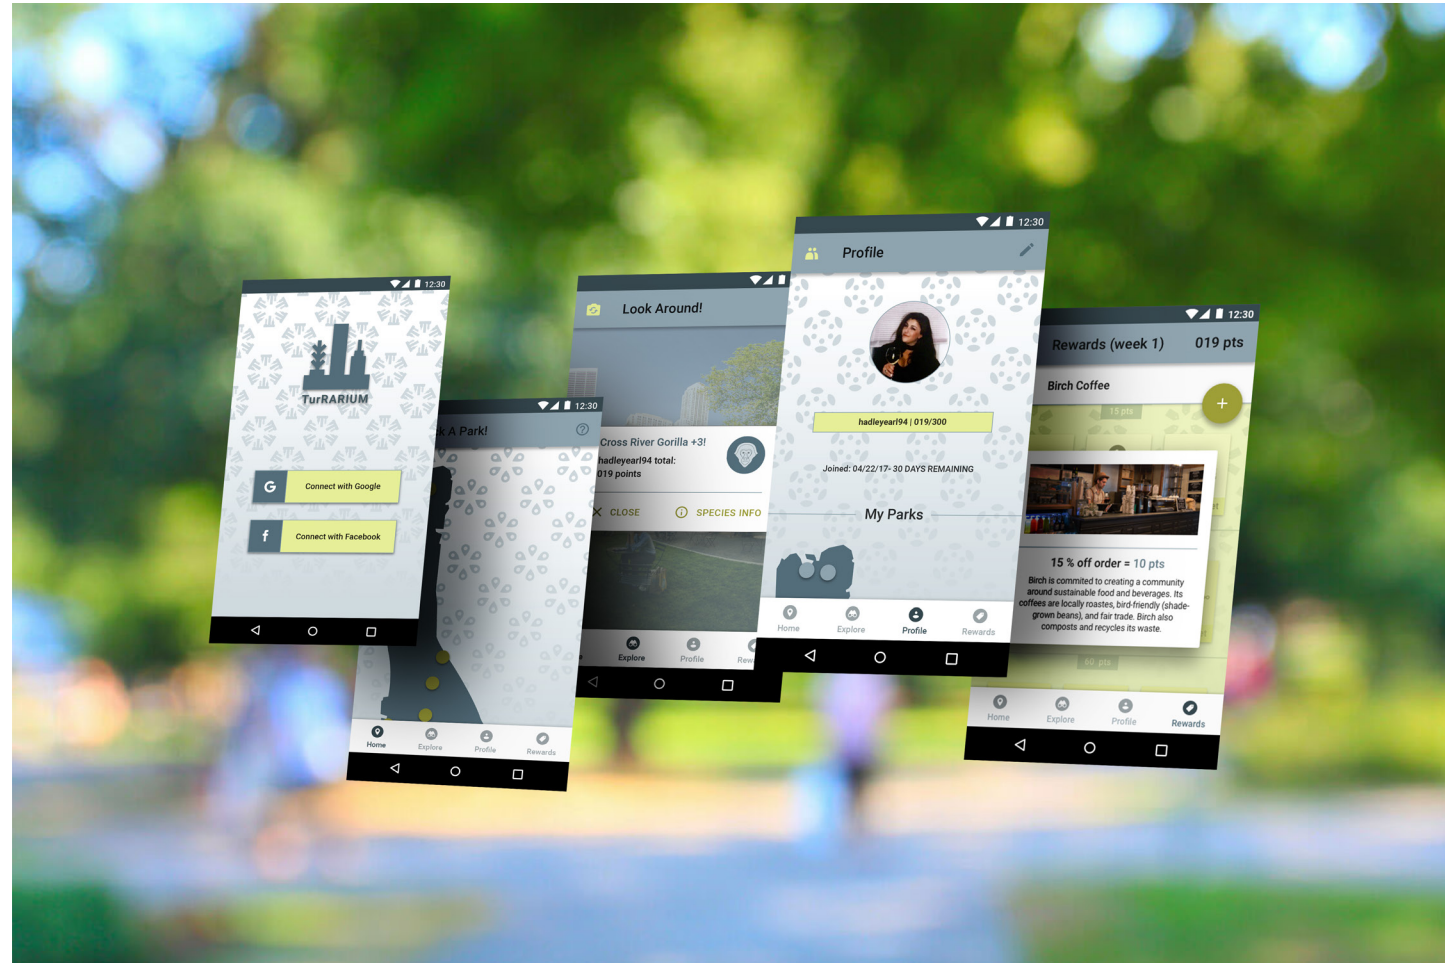 12:30
TurRARIUM
G
Connect with Google
f
Connect with Facebook
12:30
A Park!
?
Home
Explore
Profile
Rewards
Look Around!
Cross River Gorilla +3!
hadleyearl94 total:
019 points
CLOSE
SPECIES INFO
Explore
Profile
12:30
Profile
hadleyearl94 | 019/300
Joined: 04/22/17- 30 DAYS REMAINING
My Parks
Home
Explore
Profile
Rewards
12:30
Rewards (week 1)
019 pts
Birch Coffee
+
15 pts
15 % off order = 10 pts
Birch is commited to creating a community
around sustainable food and beverages. Its
coffees are locally roastes, bird-friendly (shade-
grown beans), and fair trade. Birch also
composts and recycles its waste.
60 pts
Home
Explore
Profile
Rewards